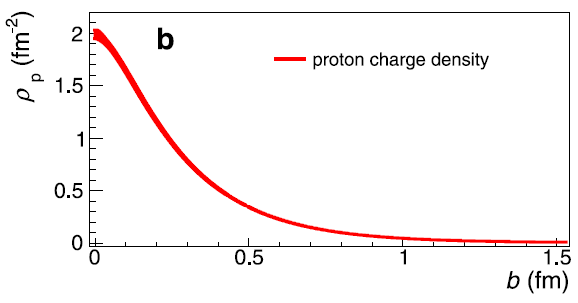 b
proton charge density
ρp (fm⁻²)
2
1.5
1
0.5
0
0 0.5 1 1.5
b (fm)